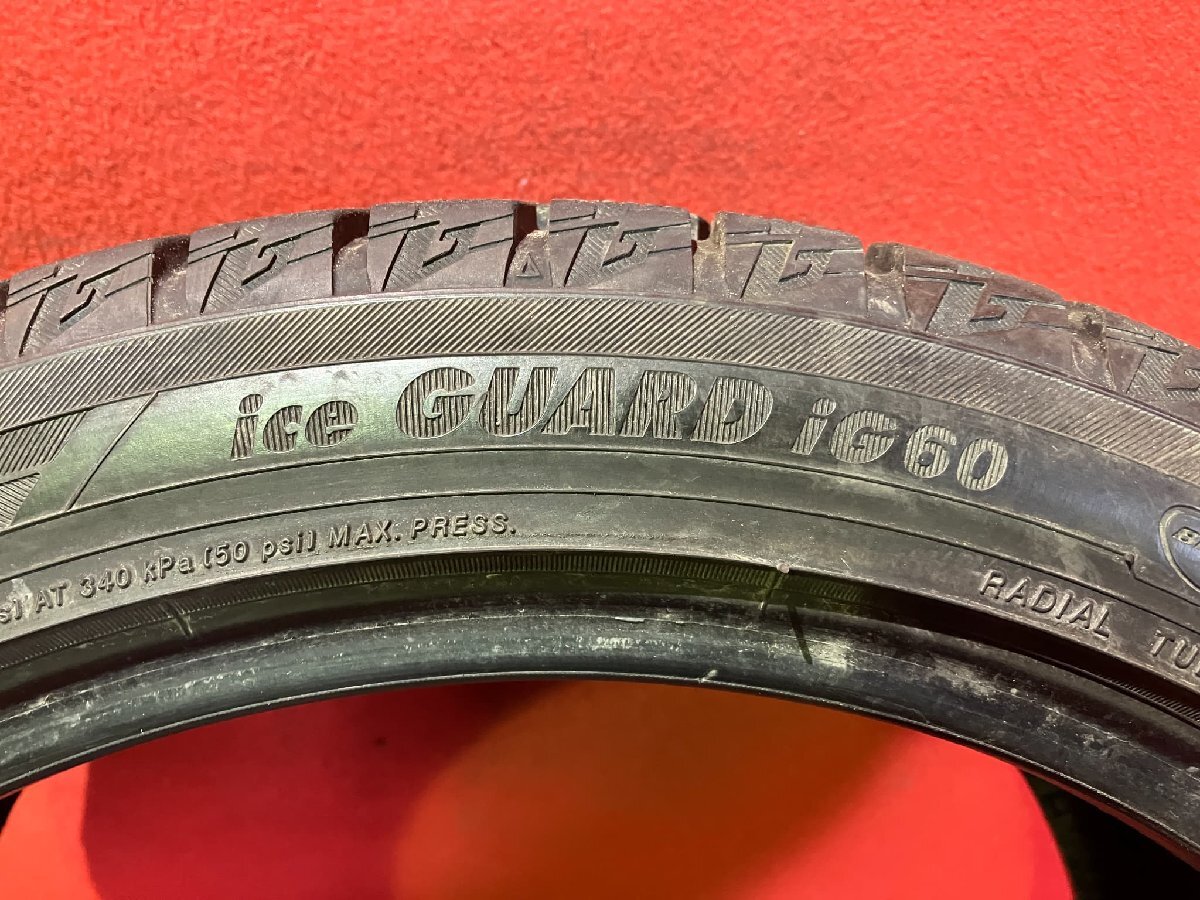 ice GUARD iG60
AT 340 kPa (50 psi) MAX. PRESS.
RADIAL